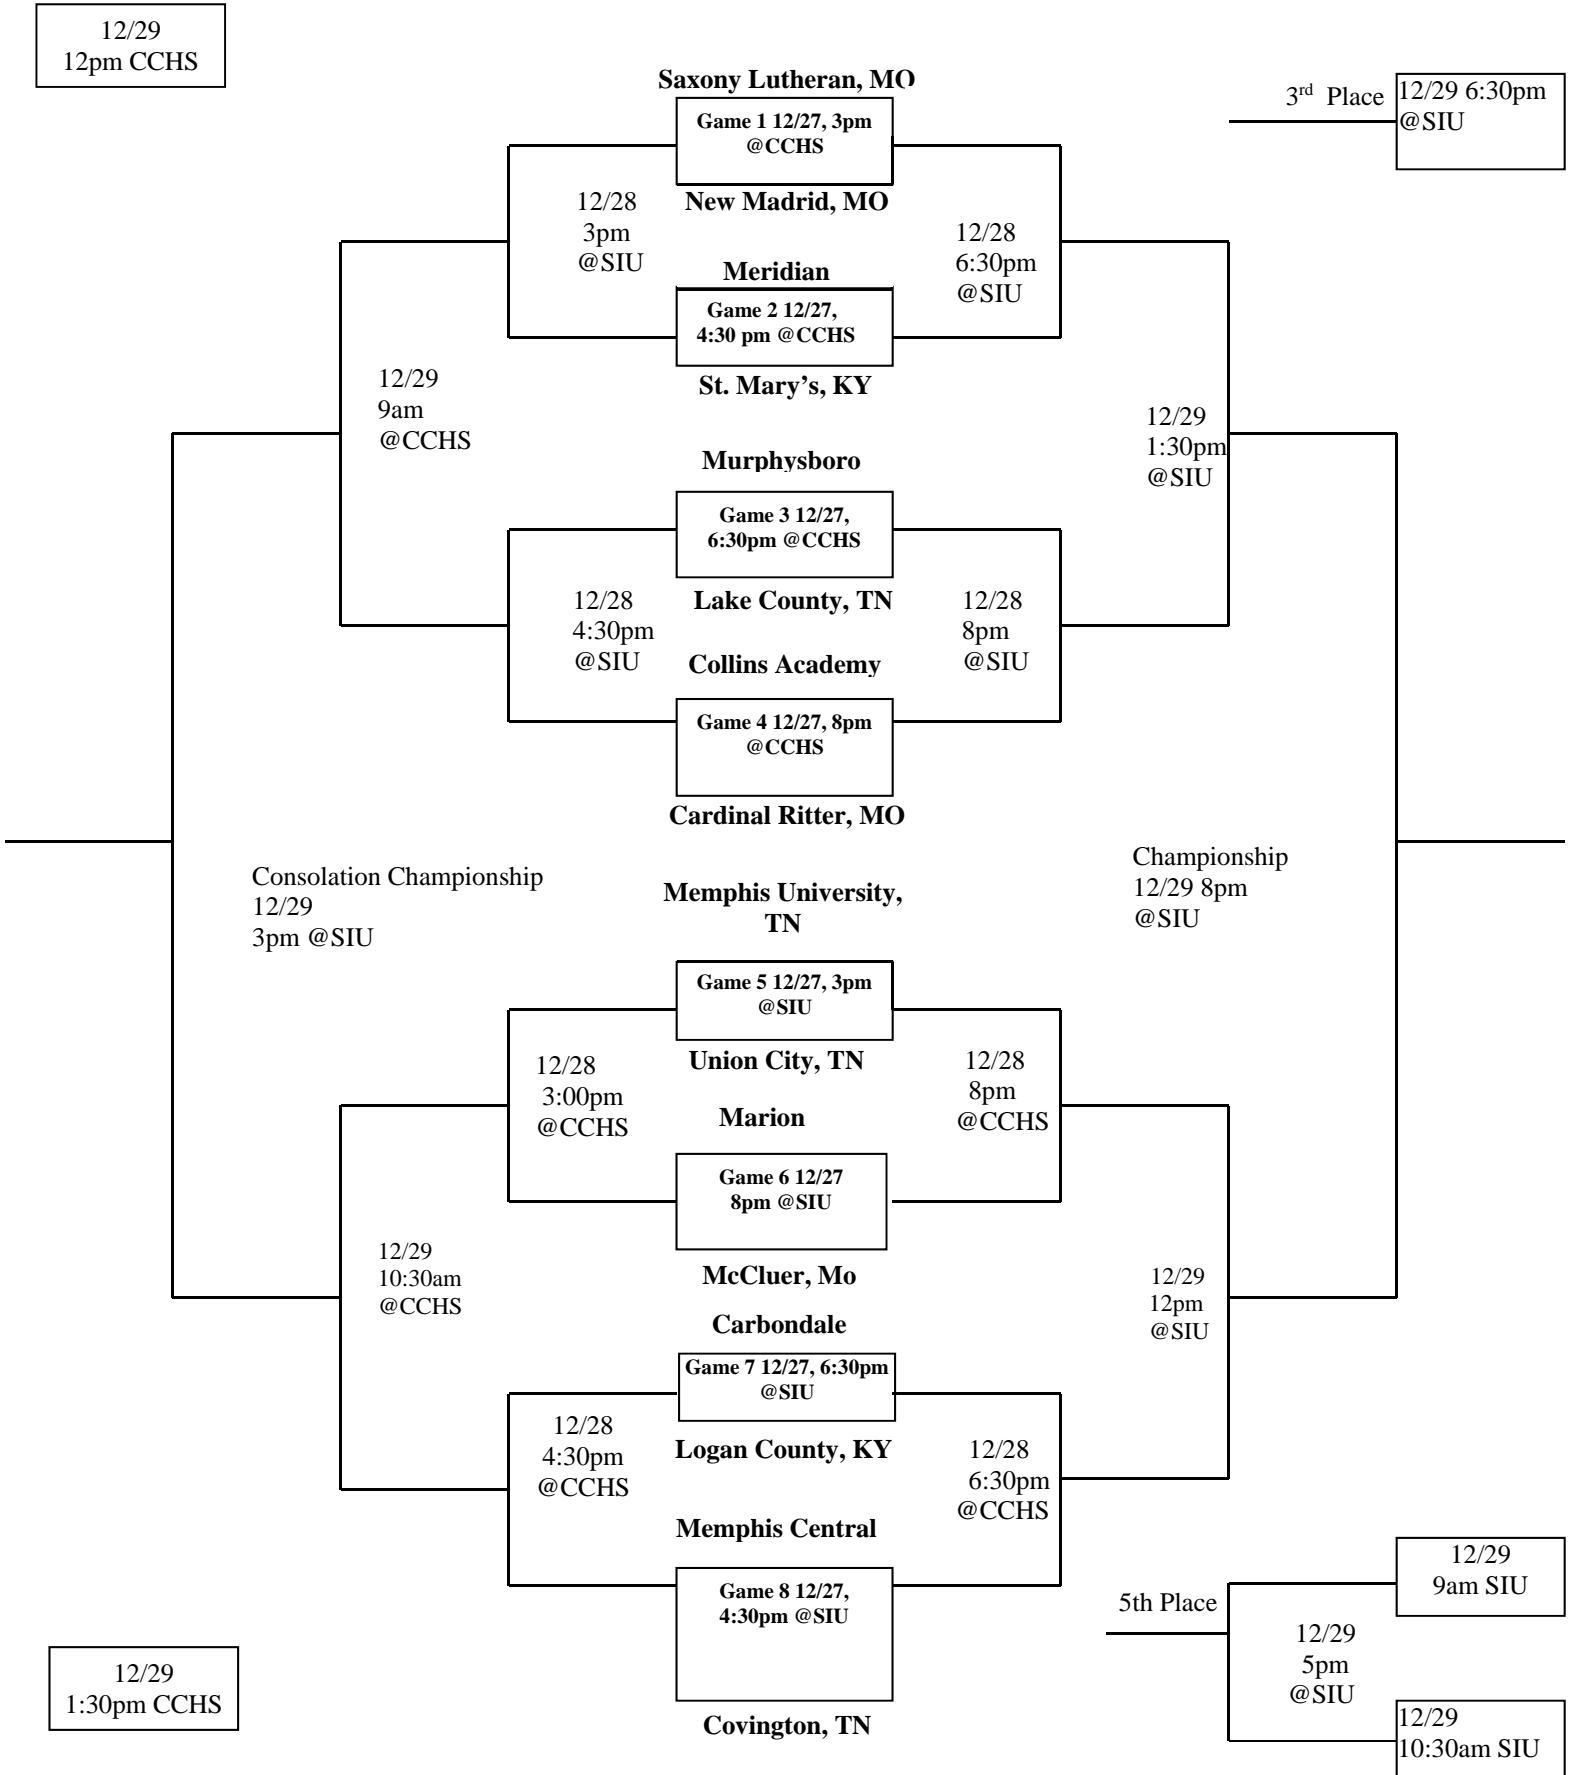 12/29
12pm CCHS
Saxony Lutheran, MO
3rd Place
12/29 6:30pm
@SIU
Game 1 12/27, 3pm
@CCHS
New Madrid, MO
12/28
3pm
@SIU
12/28
6:30pm
@SIU
Meridian
Game 2 12/27,
4:30 pm @CCHS
St. Mary’s, KY
12/29
9am
@CCHS
12/29
1:30pm
@SIU
Murphysboro
Game 3 12/27,
6:30pm @CCHS
Lake County, TN
12/28
4:30pm
@SIU
12/28
8pm
@SIU
Collins Academy
Game 4 12/27, 8pm
@CCHS
Cardinal Ritter, MO
Consolation Championship
12/29
3pm @SIU
Championship
12/29 8pm
@SIU
Memphis University,
TN
Game 5 12/27, 3pm
@SIU
Union City, TN
12/28
3:00pm
@CCHS
12/28
8pm
@CCHS
Marion
Game 6 12/27
8pm @SIU
McCluer, Mo
12/29
10:30am
@CCHS
12/29
12pm
@SIU
Carbondale
Game 7 12/27, 6:30pm
@SIU
Logan County, KY
12/28
4:30pm
@CCHS
12/28
6:30pm
@CCHS
Memphis Central
Game 8 12/27,
4:30pm @SIU
Covington, TN
12/29
9am SIU
5th Place
12/29
5pm
@SIU
12/29
10:30am SIU
12/29
1:30pm CCHS